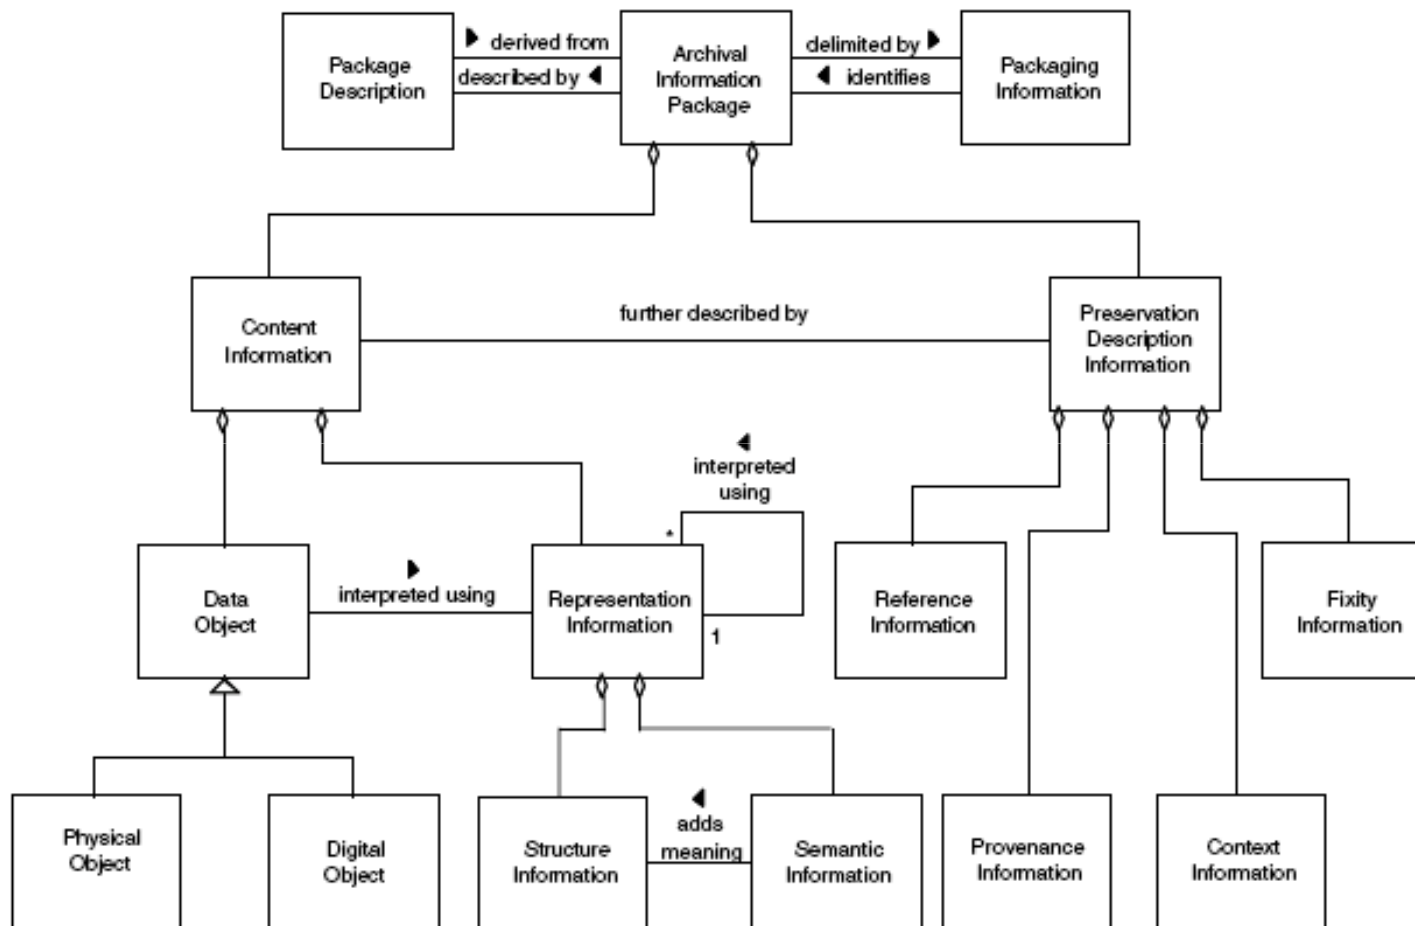 Package
Description
derived from
described by
Archival
Information
Package
delimited by
identifies
Packaging
Information
Content
Information
further described by
Preservation
Description
Information
interpreted
using
*
1
Data
Object
interpreted using
Representation
Information
Reference
Information
Fixity
Information
Physical
Object
Digital
Object
Structure
Information
adds
meaning
Semantic
Information
Provenance
Information
Context
Information